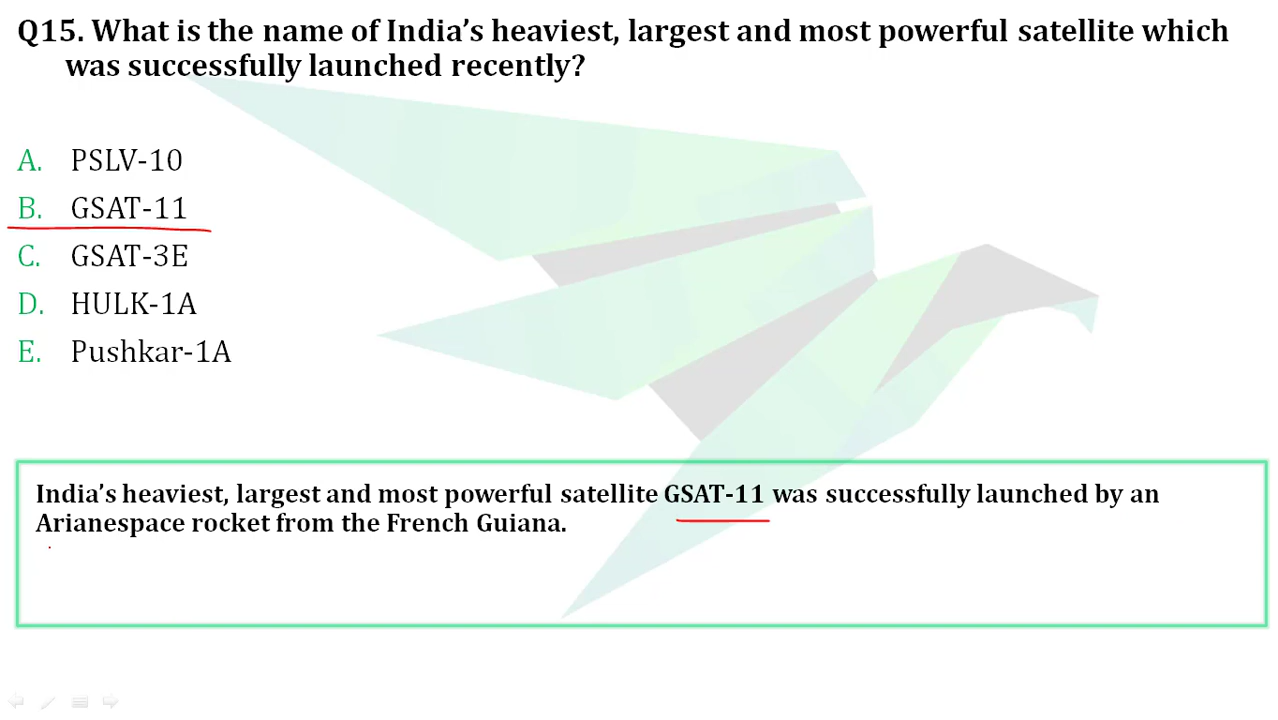 Q15. What is the name of India’s heaviest, largest and most powerful satellite which
was successfully launched recently?
A. PSLV-10
B. GSAT-11
C. GSAT-3E
D. HULK-1A
E. Pushkar-1A
India’s heaviest, largest and most powerful satellite GSAT-11 was successfully launched by an
Arianespace rocket from the French Guiana.